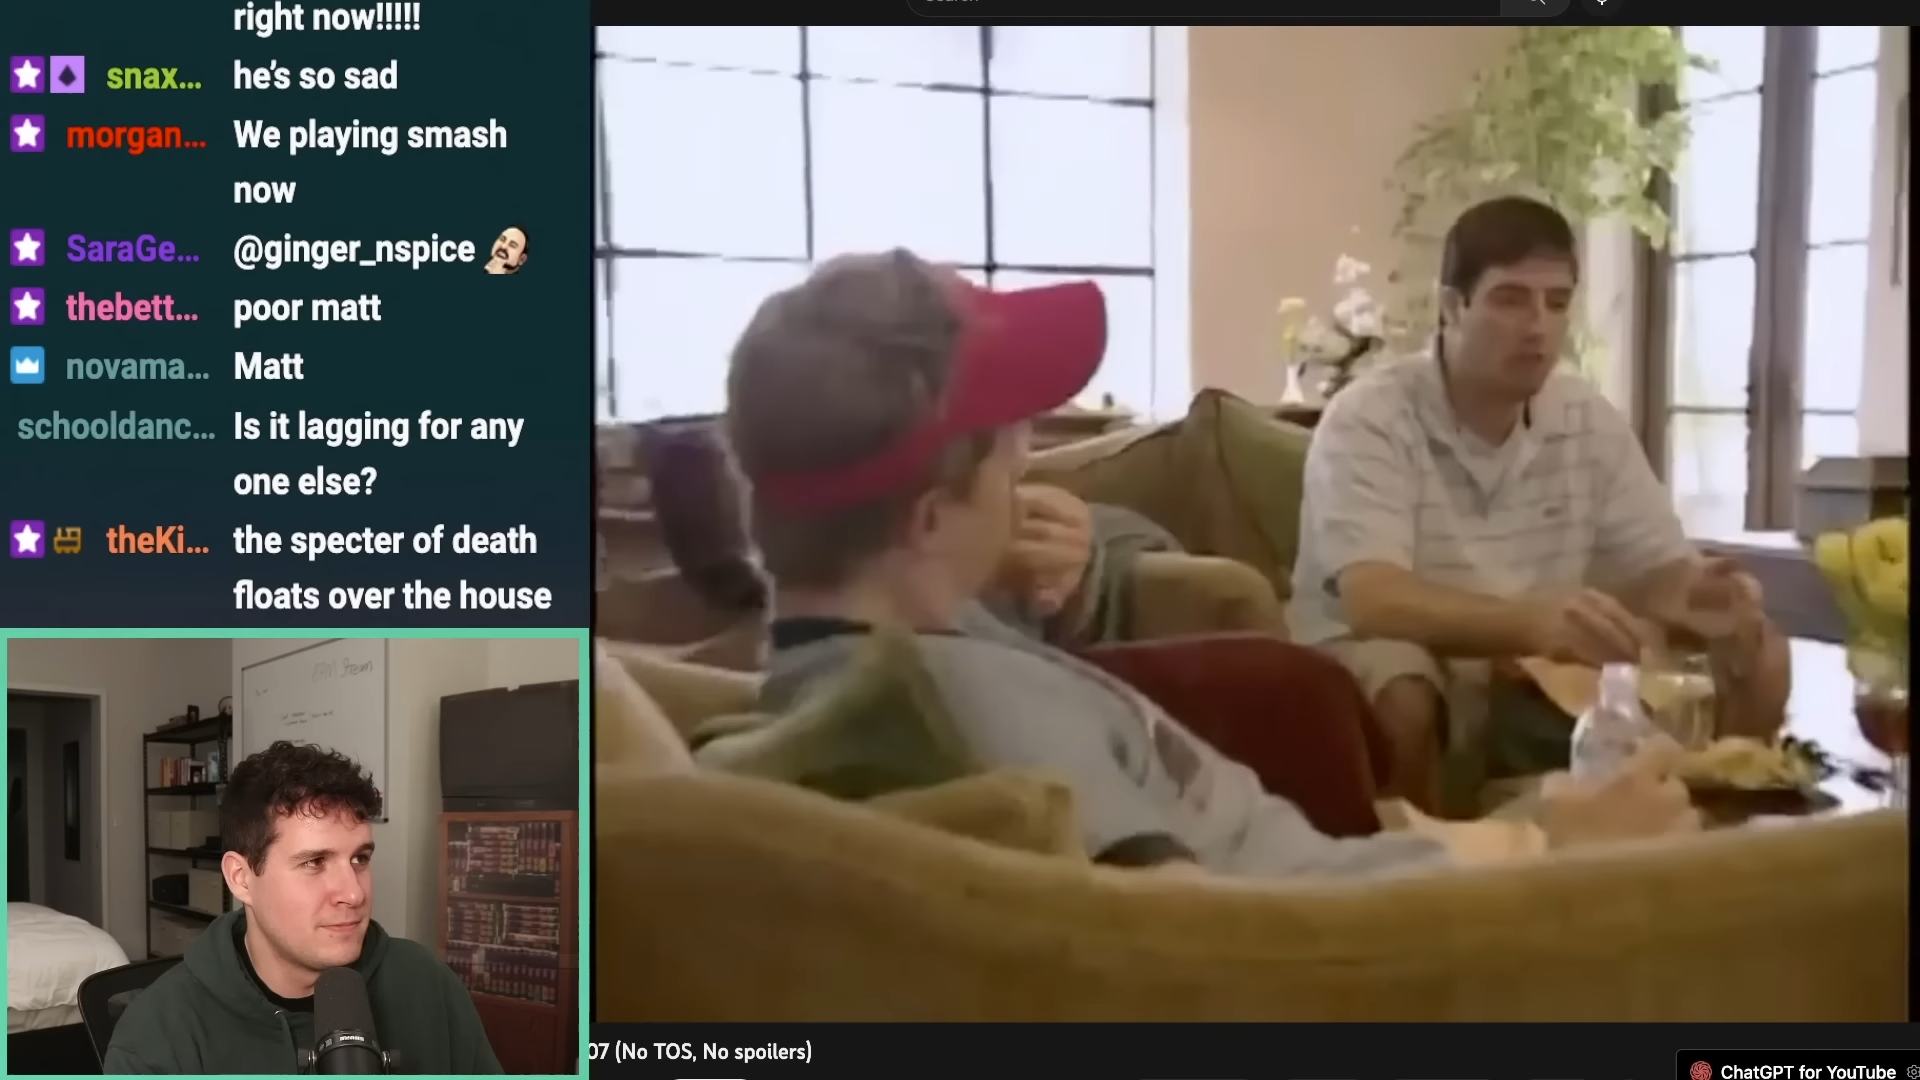 right now!!!!!
snax... he's so sad
morgan... We playing smash
now
SaraGe... @ginger_nspice
thebett... poor matt
novama... Matt
schooldanc... Is it lagging for any
one else?
theKi... the specter of death
floats over the house
07 (No TOS, No spoilers)
ChatGPT for YouTube